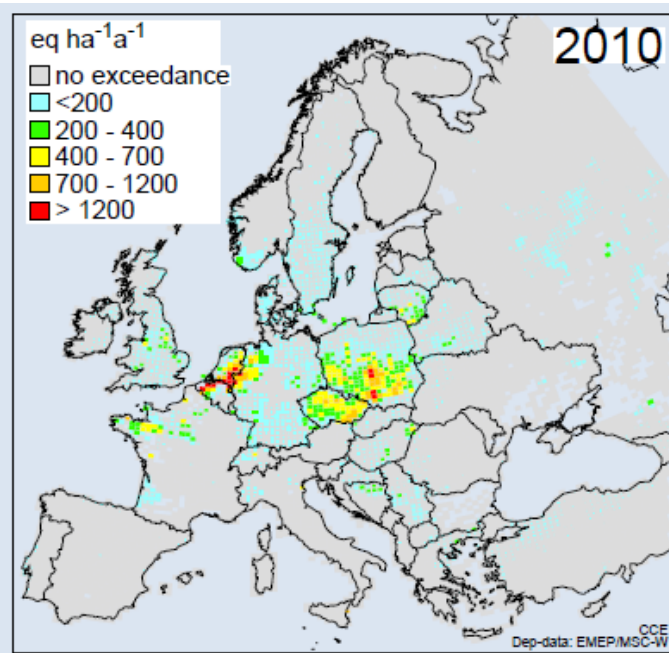 eq ha⁻¹a⁻¹
no exceedance
<200
200 - 400
400 - 700
700 - 1200
> 1200
2010
CCE
Dep-data: EMEP/MSC-W